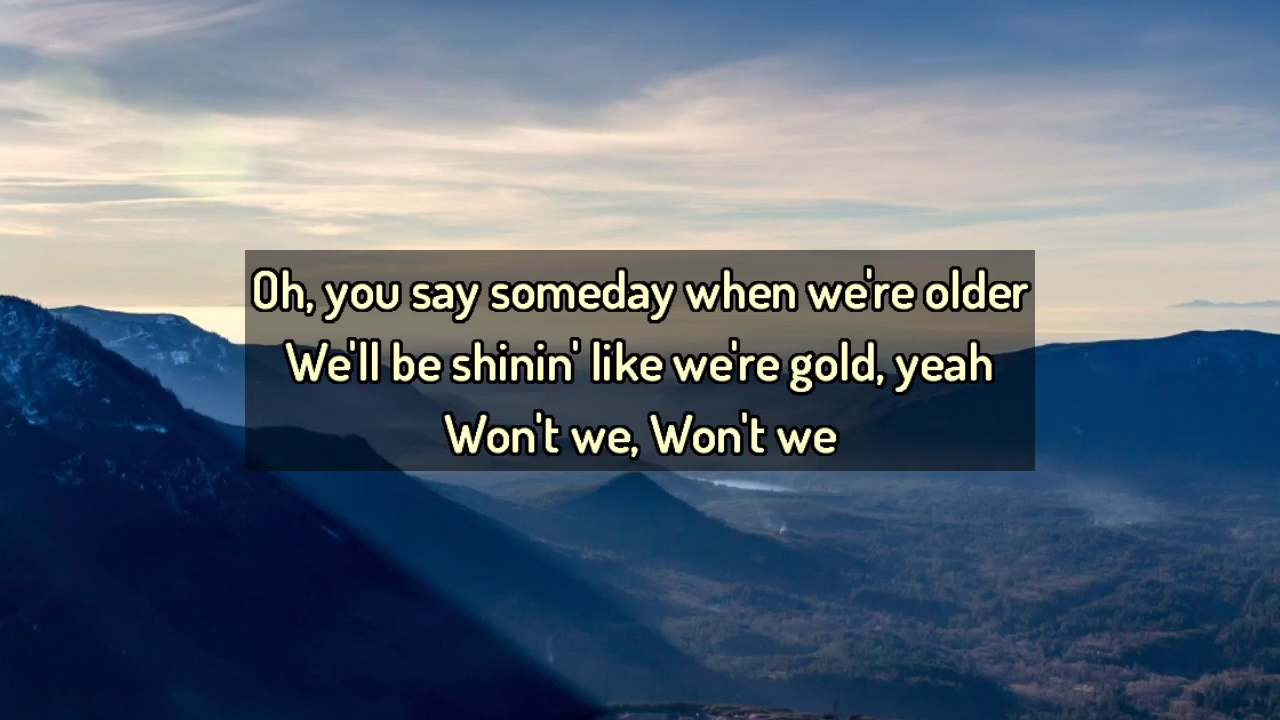 Oh, you say someday when we're older
We'll be shinin' like we're gold, yeah
Won't we, Won't we